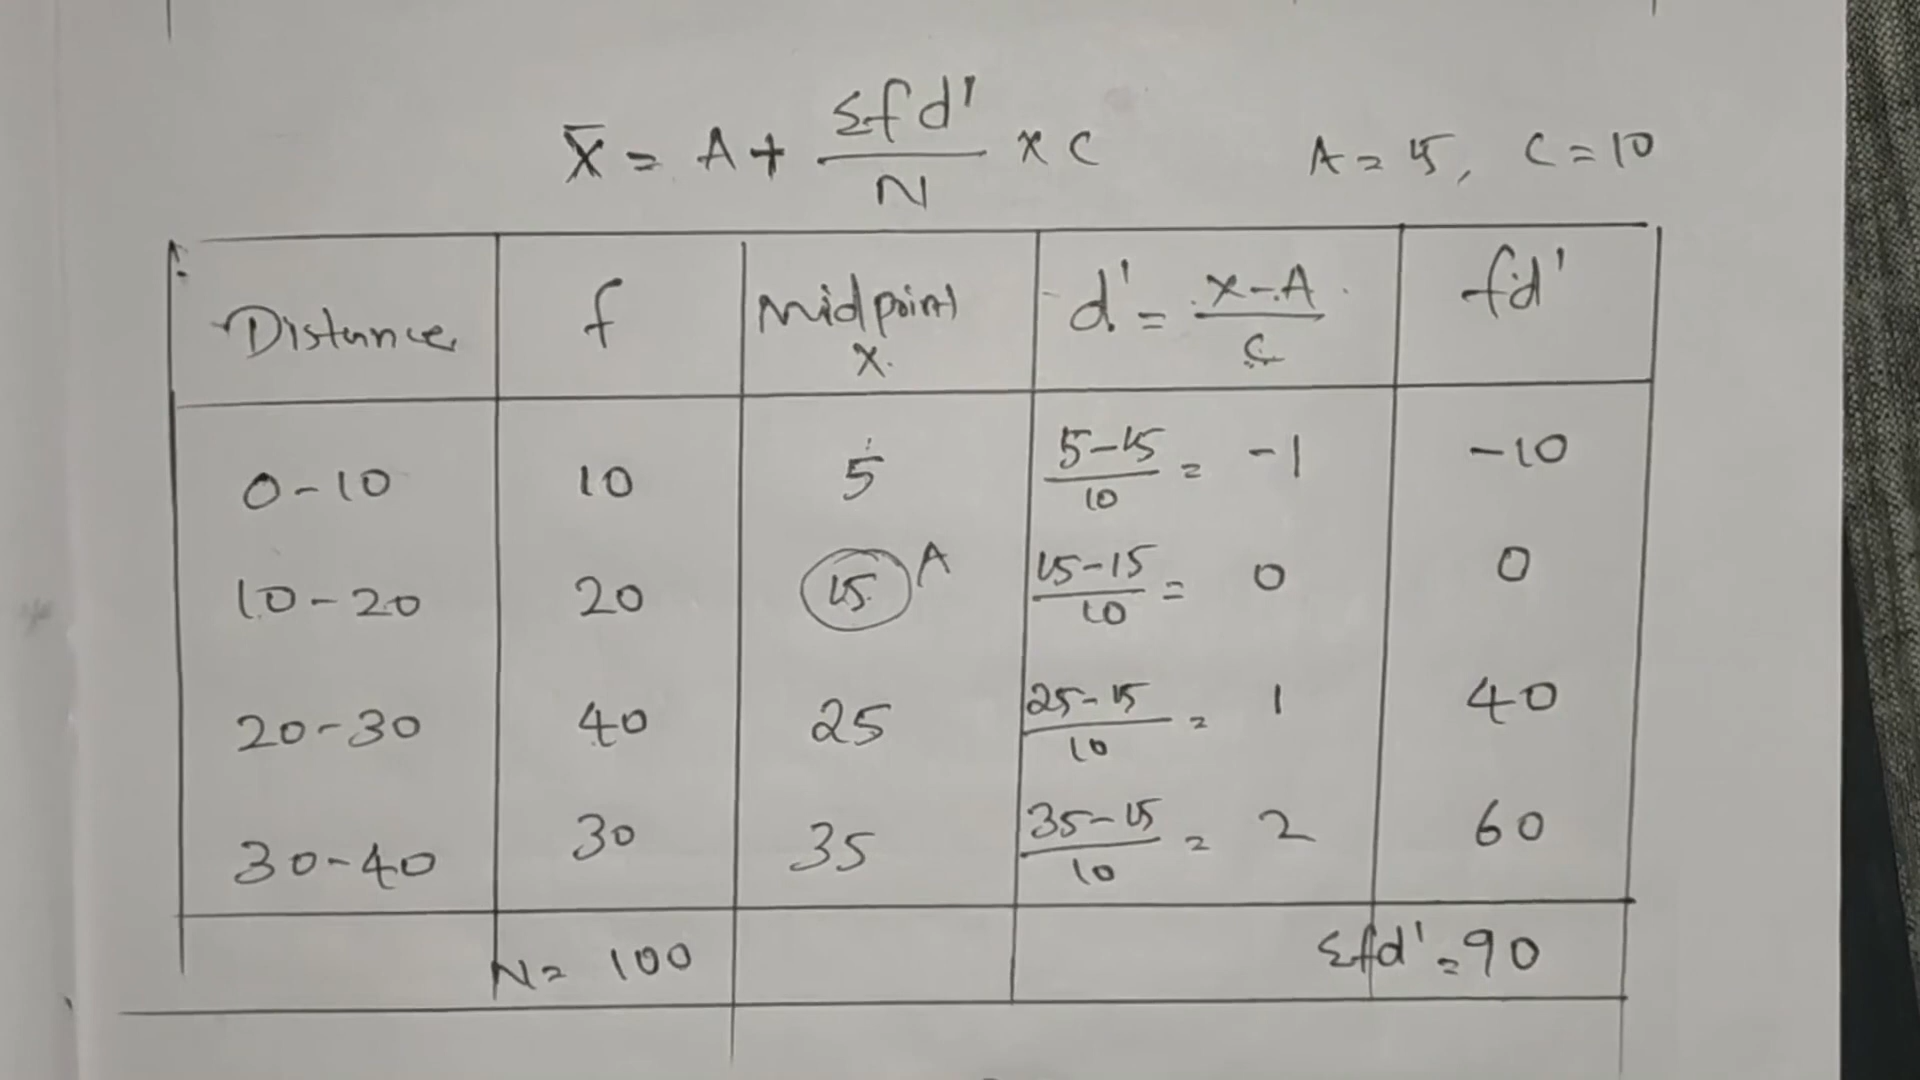 X̄ = A + Σfd' / N × C   A = 15, C = 10
Distance   f   Midpoint X   d' = X-A / C   fd'
0-10   10   5   5-15 / 10 = -1   -10
10-20   20   15 A   15-15 / 10 = 0   0
20-30   40   25   25-15 / 10 = 1   40
30-40   30   35   35-15 / 10 = 2   60
N = 100   Σfd' = 90